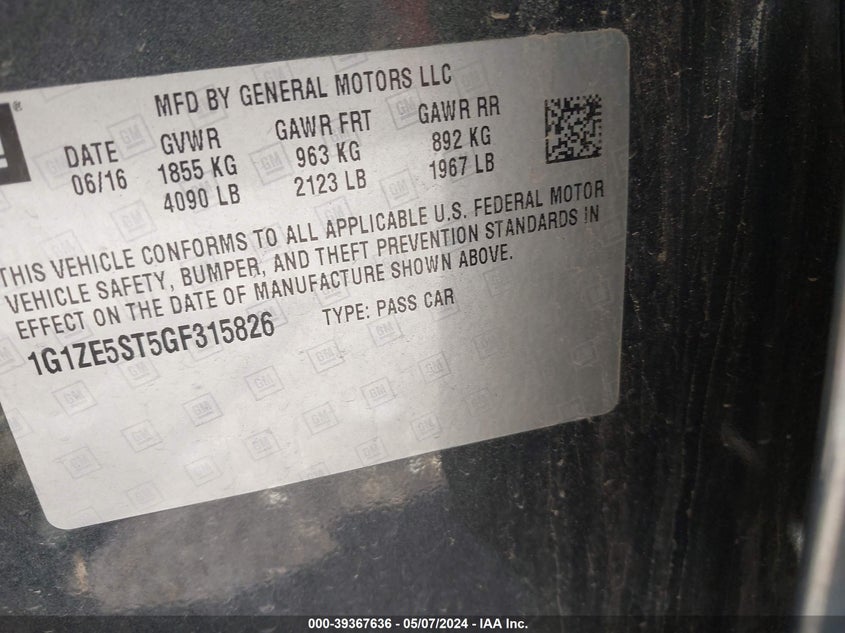 MFD BY GENERAL MOTORS LLC
DATE GVWR GAWR FRT GAWR RR
06/16 1855 KG 963 KG 892 KG
4090 LB 2123 LB 1967 LB
THIS VEHICLE CONFORMS TO ALL APPLICABLE U.S. FEDERAL MOTOR
VEHICLE SAFETY, BUMPER, AND THEFT PREVENTION STANDARDS IN
EFFECT ON THE DATE OF MANUFACTURE SHOWN ABOVE.
1G1ZE5ST5GF315826 TYPE: PASS CAR
000-39367636 - 05/07/2024 - IAA Inc.